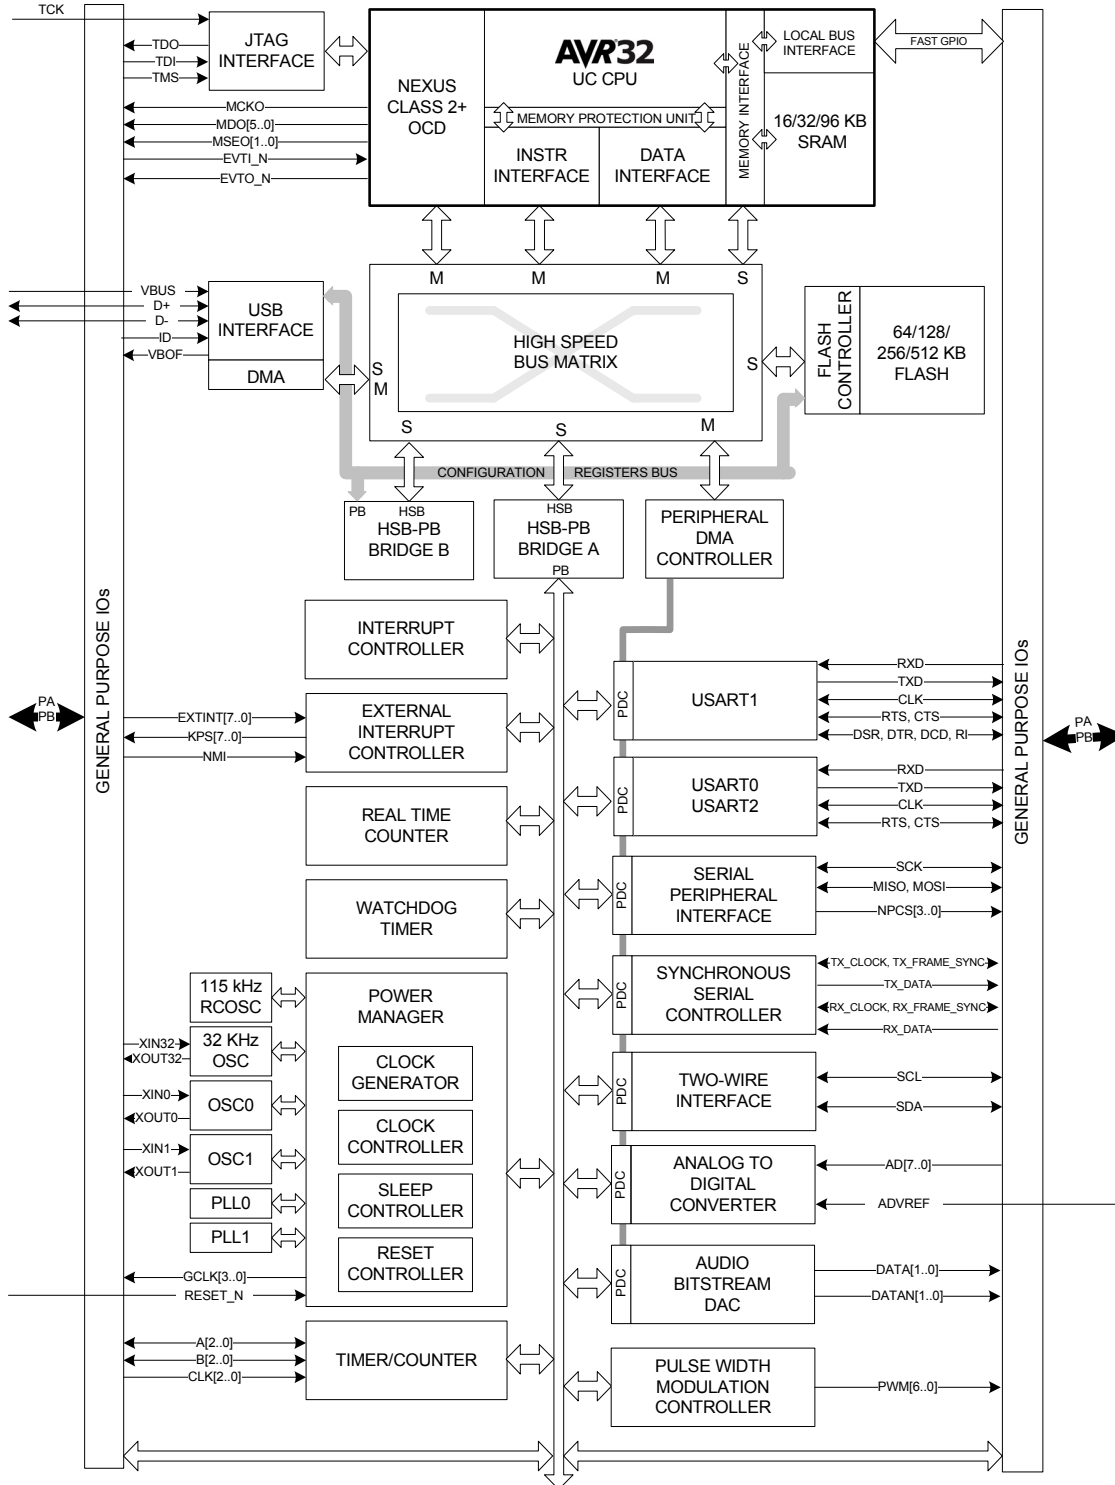 TCK
TDO
TDI
TMS
JTAG
INTERFACE
MCKO
MDO[5..0]
MSEO[1..0]
EVTI_N
EVTO_N
NEXUS
CLASS 2+
OCD
AVR32
UC CPU
MEMORY PROTECTION UNIT
INSTR
INTERFACE
DATA
INTERFACE
MEMORY INTERFACE
LOCAL BUS
INTERFACE
16/32/96 KB
SRAM
FAST GPIO
M
M
M
S
VBUS
D+
D-
ID
VBOF
USB
INTERFACE
DMA
S
M
HIGH SPEED
BUS MATRIX
S
FLASH
CONTROLLER
64/128/
256/512 KB
FLASH
S
S
M
CONFIGURATION REGISTERS BUS
PB
HSB
HSB-PB
BRIDGE B
HSB
HSB-PB
BRIDGE A
PB
PERIPHERAL
DMA
CONTROLLER
GENERAL PURPOSE IOs
PA
PB
INTERRUPT
CONTROLLER
EXTINT[7..0]
KPS[7..0]
NMI
EXTERNAL
INTERRUPT
CONTROLLER
REAL TIME
COUNTER
WATCHDOG
TIMER
115 kHz
RCOSC
XIN32
XOUT32
32 KHz
OSC
XIN0
XOUT0
OSC0
XIN1
XOUT1
OSC1
PLL0
PLL1
GCLK[3..0]
RESET_N
POWER
MANAGER
CLOCK
GENERATOR
CLOCK
CONTROLLER
SLEEP
CONTROLLER
RESET
CONTROLLER
A[2..0]
B[2..0]
CLK[2..0]
TIMER/COUNTER
PDC
USART1
RXD
TXD
CLK
RTS, CTS
DSR, DTR, DCD, RI
PDC
USART0
USART2
RXD
TXD
CLK
RTS, CTS
PDC
SERIAL
PERIPHERAL
INTERFACE
SCK
MISO, MOSI
NPCS[3..0]
PDC
SYNCHRONOUS
SERIAL
CONTROLLER
TX_CLOCK, TX_FRAME_SYNC
TX_DATA
RX_CLOCK, RX_FRAME_SYNC
RX_DATA
PDC
TWO-WIRE
INTERFACE
SCL
SDA
PDC
ANALOG TO
DIGITAL
CONVERTER
AD[7..0]
ADVREF
PDC
AUDIO
BITSTREAM
DAC
DATA[1..0]
DATAN[1..0]
PULSE WIDTH
MODULATION
CONTROLLER
PWM[6..0]
GENERAL PURPOSE IOs
PA
PB